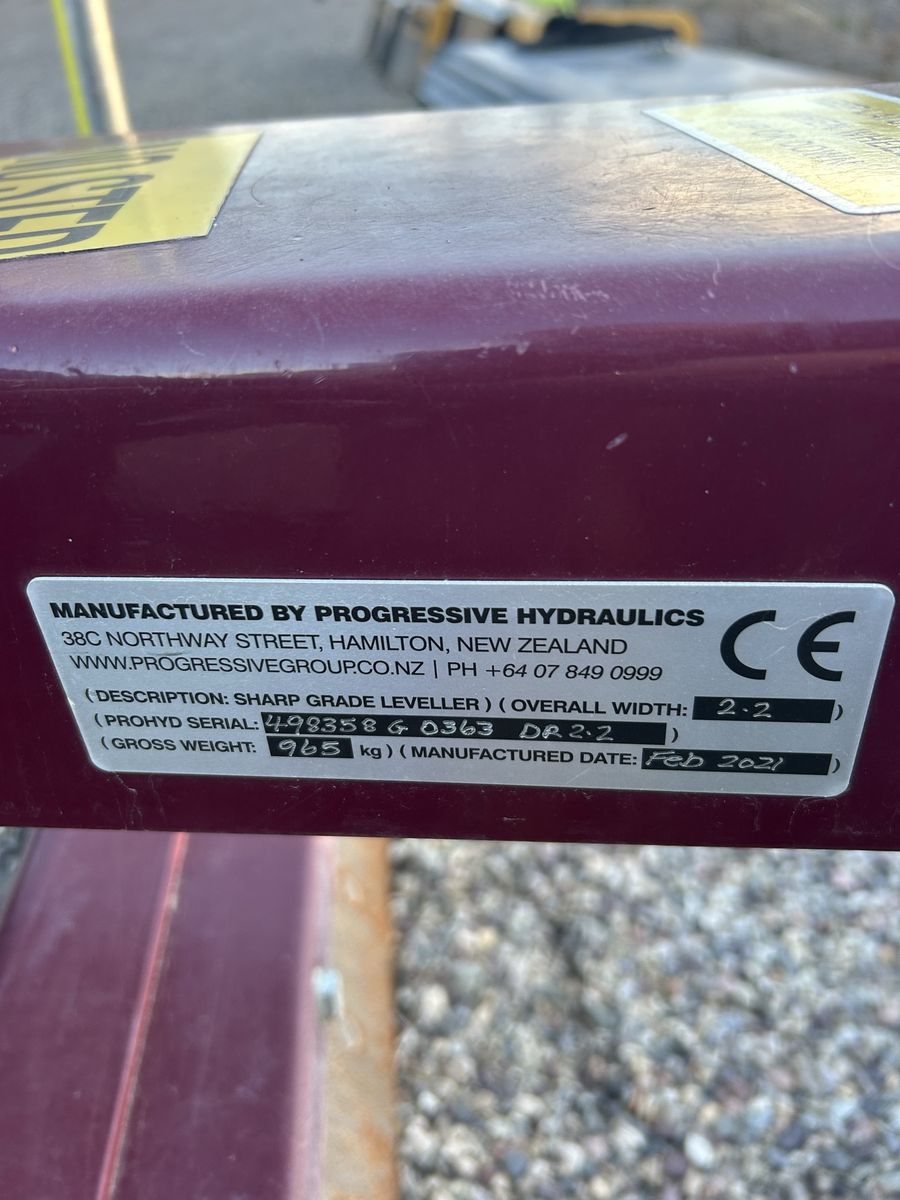 MANUFACTURED BY PROGRESSIVE HYDRAULICS
38C NORTHWAY STREET, HAMILTON, NEW ZEALAND
WWW.PROGRESSIVEGROUP.CO.NZ | PH +64 07 849 0999
CE
(DESCRIPTION: SHARP GRADE LEVELLER) (OVERALL WIDTH: 2.2)
(PROHYD SERIAL: 498358 G 0363 DR 2.2)
(GROSS WEIGHT: 965 kg) (MANUFACTURED DATE: Feb 2021)